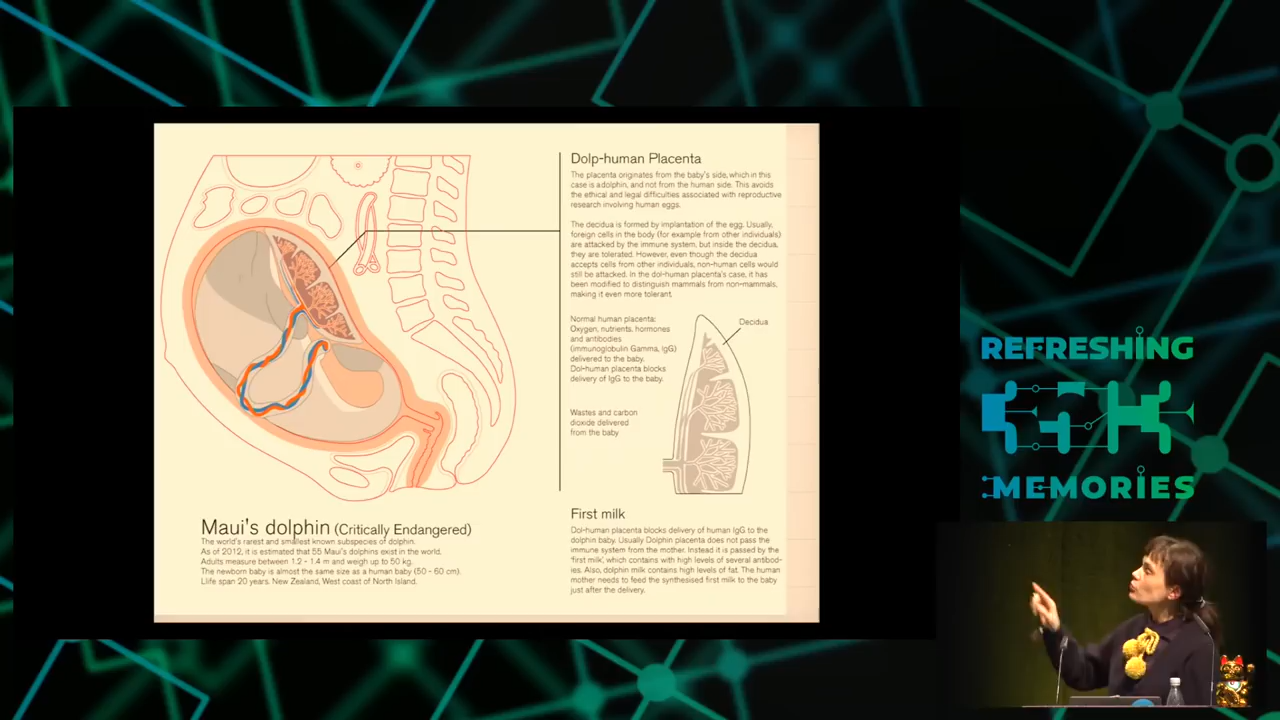 Dolp-human Placenta
The placenta originates from the baby's side, which in this
case is a dolphin, and not from the human side. This avoids
the ethical and legal difficulties associated with reproductive
research involving human eggs.
The decidua is formed by implantation of the egg. Usually,
foreign cells in the body (for example from other individuals)
are attacked by the immune system, but inside the decidua,
they are tolerated. However, even though the decidua
accepts cells from other individuals, non-human cells would
still be attacked. In the dol-human placenta's case, it has
been modified to distinguish mammals from non-mammals,
making it even more tolerant.
Normal human placenta:
Oxygen, nutrients, hormones
and antibodies
(immunoglobulin Gamma, IgG)
delivered to the baby.
Dol-human placenta blocks
delivery of IgG to the baby.
Decidua
Wastes and carbon
dioxide delivered
from the baby
First milk
Dol-human placenta blocks delivery of human IgG to the
dolphin baby. Usually Dolphin placenta does not pass the
immune system from the mother. Instead it is passed by the
'first milk', which contains with high levels of several antibod-
ies. Also, dolphin milk contains high levels of fat. The human
mother needs to feed the synthesised first milk to the baby
just after the delivery.
Maui's dolphin (Critically Endangered)
The world's rarest and smallest known subspecies of dolphin.
As of 2012, it is estimated that 55 Maui's dolphins exist in the world.
Adults measure between 1.2 - 1.4 m and weigh up to 50 kg.
The newborn baby is almost the same size as a human baby (50 - 60 cm).
LIife span 20 years. New Zealand, West coast of North Island.
REFRESHING
MEMORIES